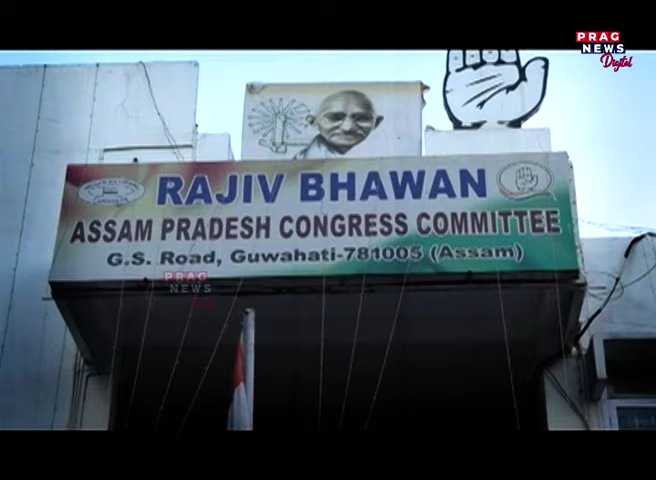 PRAG
NEWS
Digital
RAJIV BHAWAN
ASSAM PRADESH CONGRESS COMMITTEE
G.S. Road, Guwahati-781005 (Assam)
PRAG
NEWS